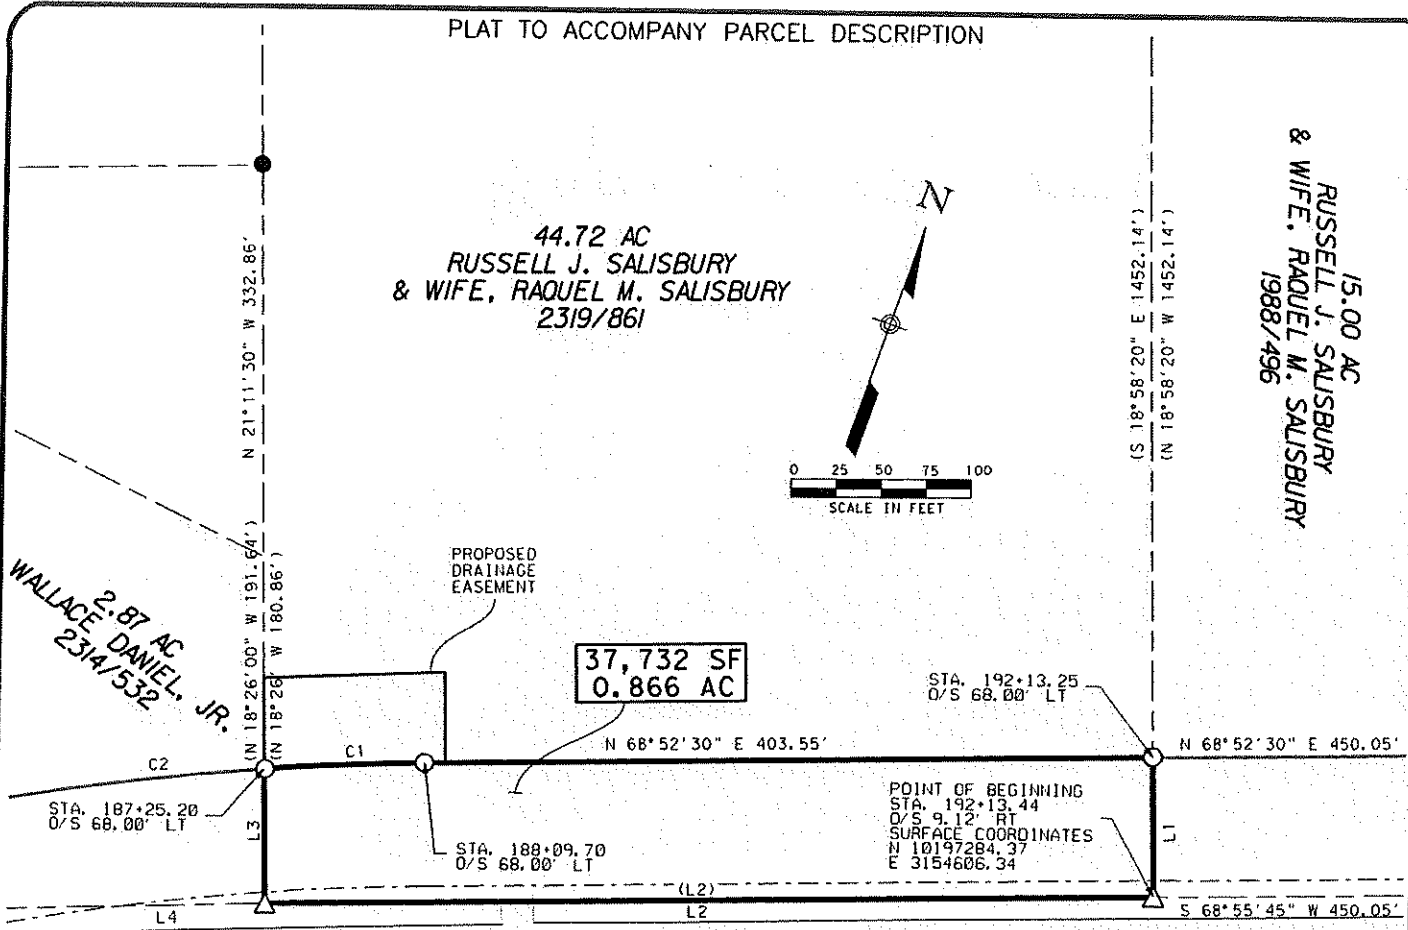 PLAT TO ACCOMPANY PARCEL DESCRIPTION
N
44.72 AC
RUSSELL J. SALISBURY
& WIFE, RAQUEL M. SALISBURY
2319/861
15.00 AC
RUSSELL J. SALISBURY
& WIFE, RAQUEL M. SALISBURY
1988/496
N 21°11'30" W 332.86'
(S 18°58'20" E 1452.14')
(N 18°58'20" W 1452.14')
0 25 50 75 100
SCALE IN FEET
(N 18°26'00" W 191.64')
(N 18°26' W 180.86')
PROPOSED
DRAINAGE
EASEMENT
2.87 AC
WALLACE DANIEL, JR.
2314/532
37,732 SF
0.866 AC
STA. 192+13.25
O/S 68.00' LT
N 68°52'30" E 403.55'
N 68°52'30" E 450.05'
C1
C2
STA. 187+25.20
O/S 68.00' LT
L3
STA. 188+09.70
O/S 68.00' LT
POINT OF BEGINNING
STA. 192+13.44
O/S 9.12' RT
SURFACE COORDINATES
N 10197284.37
E 3154606.34
L1
(L2)
L2
L4
S 68°55'45" W 450.05'